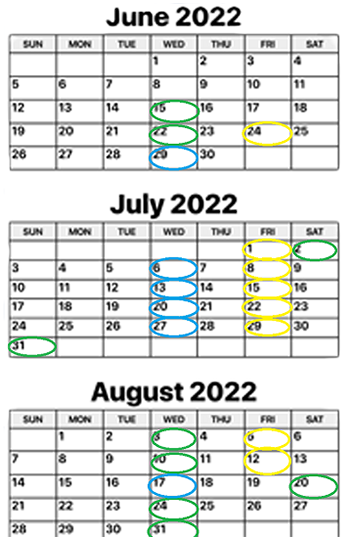 June 2022
SUN MON TUE WED THU FRI SAT
1 2 3 4
5 6 7 8 9 10 11
12 13 14 15 16 17 18
19 20 21 22 23 24 25
26 27 28 29 30
July 2022
SUN MON TUE WED THU FRI SAT
1 2
3 4 5 6 7 8 9
10 11 12 13 14 15 16
17 18 19 20 21 22 23
24 25 26 27 28 29 30
31
August 2022
SUN MON TUE WED THU FRI SAT
1 2 3 4 5 6
7 8 9 10 11 12 13
14 15 16 17 18 19 20
21 22 23 24 25 26 27
28 29 30 31